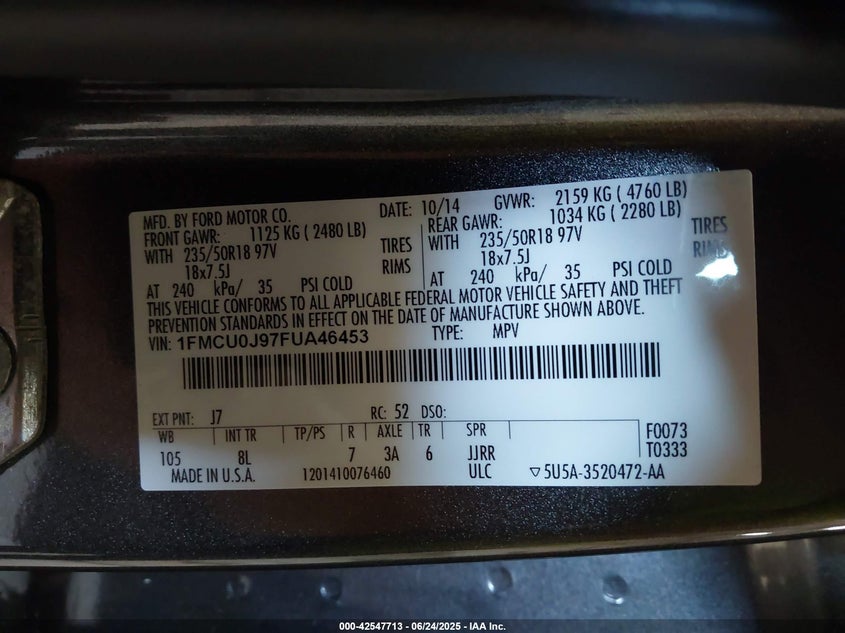 MFD. BY FORD MOTOR CO. DATE: 10/14 GVWR: 2159 KG ( 4760 LB)
FRONT GAWR: 1125 KG ( 2480 LB) REAR GAWR: 1034 KG ( 2280 LB)
WITH 235/50R18 97V TIRES WITH 235/50R18 97V TIRES
18x7.5J RIMS 18x7.5J RIMS
AT 240 kPa/ 35 PSI COLD AT 240 kPa/ 35 PSI COLD
THIS VEHICLE CONFORMS TO ALL APPLICABLE FEDERAL MOTOR VEHICLE SAFETY AND THEFT
PREVENTION STANDARDS IN EFFECT ON THE DATE OF MANUFACTURE SHOWN ABOVE.
VIN: 1FMCU0J97FUA46453 TYPE: MPV
EXT PNT: J7 RC: 52 DSO:
WB INT TR TP/PS R AXLE TR SPR F0073
105 8L 7 3A 6 JJRR T0333
MADE IN U.S.A. 1201410076460 ULC ▽5U5A-3520472-AA
000-42547713 - 06/24/2025 - IAA Inc.